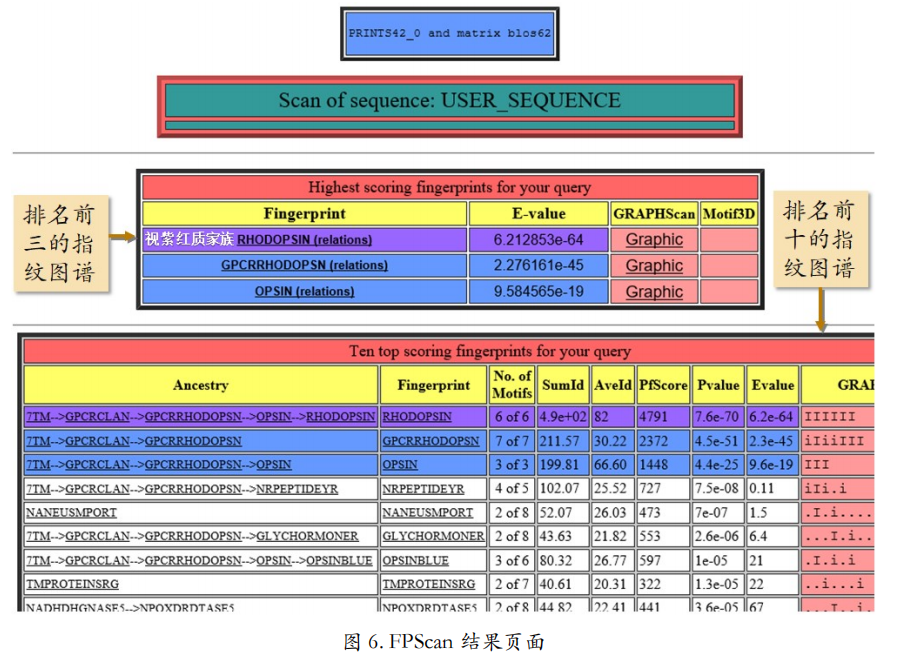 PRINTS42_0 and matrix blos62
Scan of sequence: USER_SEQUENCE
排名前
三的指
纹图谱
Highest scoring fingerprints for your query
Fingerprint E-value GRAPHScan Motif3D
视紫红质家族 RHODOPSIN (relations) 6.212853e-64 Graphic
GPCRRHODOPSN (relations) 2.276161e-45 Graphic
OPSIN (relations) 9.584565e-19 Graphic
排名前
十的指
纹图谱
Ten top scoring fingerprints for your query
Ancestry Fingerprint No. of Motifs SumId AveId PfScore Pvalue Evalue GRAP
7TM-->GPCRCLAN-->GPCRRHODOPSN-->OPSIN-->RHODOPSIN RHODOPSIN 6 of 6 4.9e+02 82 4791 7.6e-70 6.2e-64 IIIIII
7TM-->GPCRCLAN-->GPCRRHODOPSN GPCRRHODOPSN 7 of 7 211.57 30.22 2372 4.5e-51 2.3e-45 iIiiIII
7TM-->GPCRCLAN-->GPCRRHODOPSN-->OPSIN OPSIN 3 of 3 199.81 66.60 1448 4.4e-25 9.6e-19 III
7TM-->GPCRCLAN-->GPCRRHODOPSN-->NRPEPTIDEYR NRPEPTIDEYR 4 of 5 102.07 25.52 727 7.5e-08 0.11 iIi.i
NANEUSMPORT NANEUSMPORT 2 of 8 52.07 26.03 473 7e-07 1.5 .I.i....
7TM-->GPCRCLAN-->GPCRRHODOPSN-->GLYCHORMONER GLYCHORMONER 2 of 8 43.63 21.82 553 2.6e-06 6.4 ...I.i..
7TM-->GPCRCLAN-->GPCRRHODOPSN-->OPSIN-->OPSINBLUE OPSINBLUE 3 of 6 80.32 26.77 597 1e-05 21 .I.i.i
TMPROTEINSRG TMPROTEINSRG 2 of 7 40.61 20.31 322 1.3e-05 22 ..i...i
NADHDHGNASE5-->NPOXDRDTASE5 NPOXDRDTASE5 2 of 8 44.82 22.41 441 3.6e-05 67
图 6. FPScan 结果页面